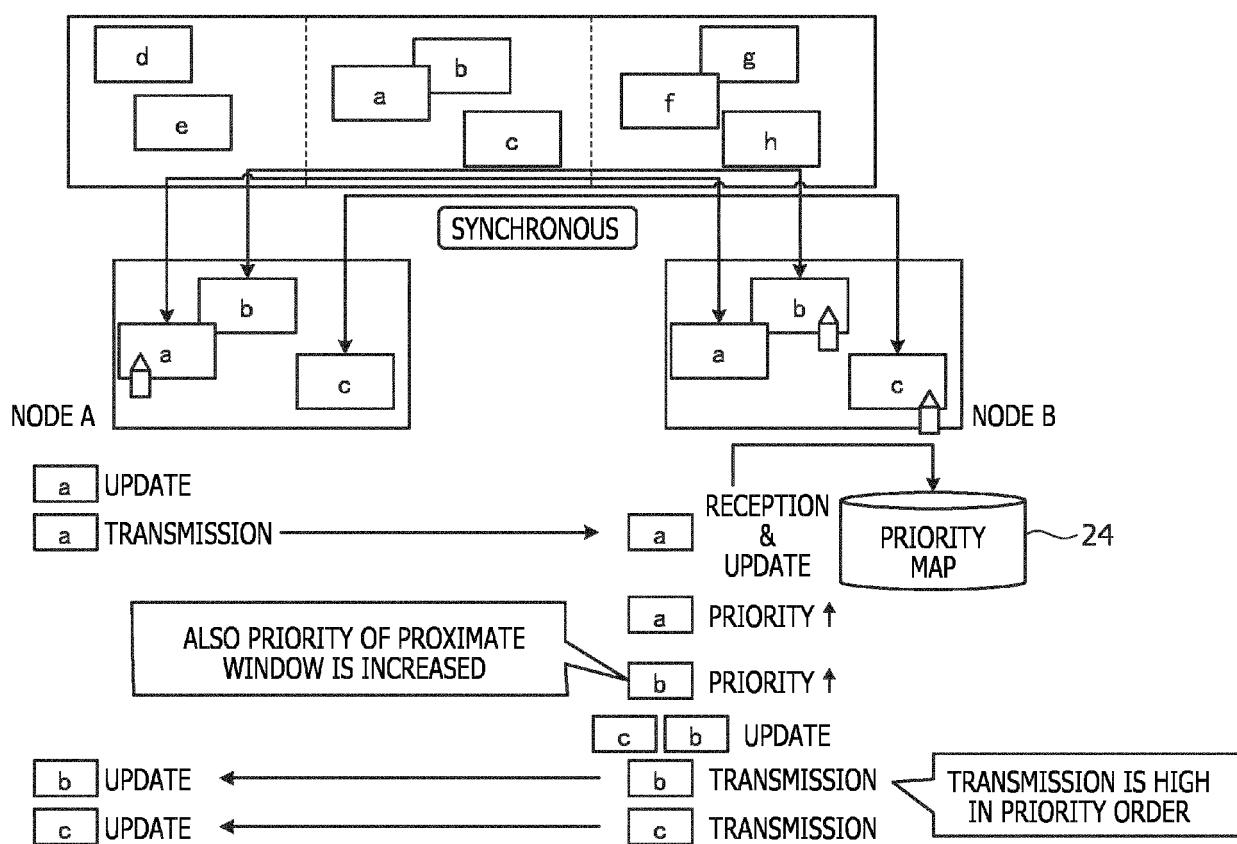 d
g
b
a
f
e
c
h
SYNCHRONOUS
b
b
a
a
c
c
NODE A
NODE B
a UPDATE
a TRANSMISSION
a RECEPTION
&
UPDATE
PRIORITY
MAP
24
a PRIORITY ↑
ALSO PRIORITY OF PROXIMATE
WINDOW IS INCREASED
b PRIORITY ↑
c b UPDATE
b UPDATE
b TRANSMISSION
TRANSMISSION IS HIGH
IN PRIORITY ORDER
c UPDATE
c TRANSMISSION